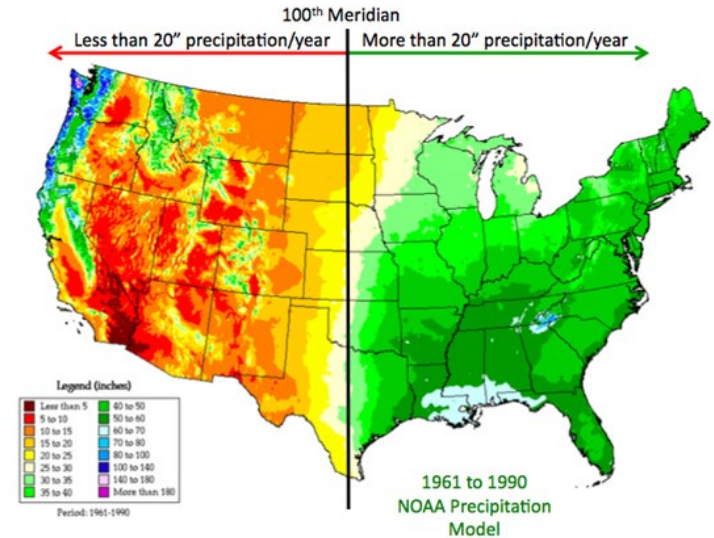 100th Meridian
Less than 20” precipitation/year
More than 20” precipitation/year
Legend (inches)
Less than 5
5 to 10
10 to 15
15 to 20
20 to 25
25 to 30
30 to 35
35 to 40
40 to 50
50 to 60
60 to 70
70 to 80
80 to 100
100 to 140
140 to 180
More than 180
Period: 1961-1990
1961 to 1990
NOAA Precipitation
Model